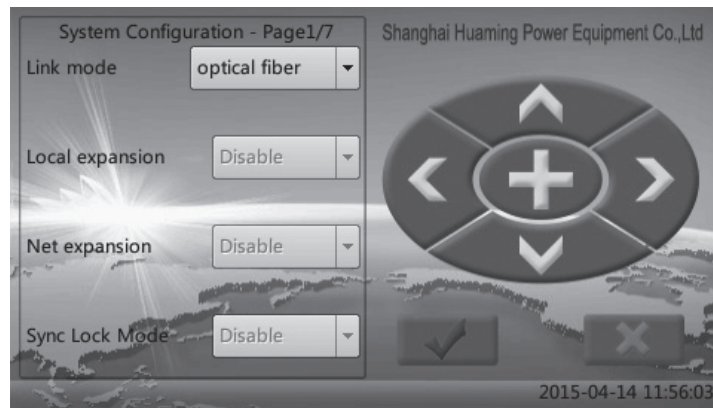 System Configuration - Page1/7
Shanghai Huaming Power Equipment Co.,Ltd
Link mode
optical fiber
Local expansion
Disable
Net expansion
Disable
Sync Lock Mode
Disable
2015-04-14 11:56:03